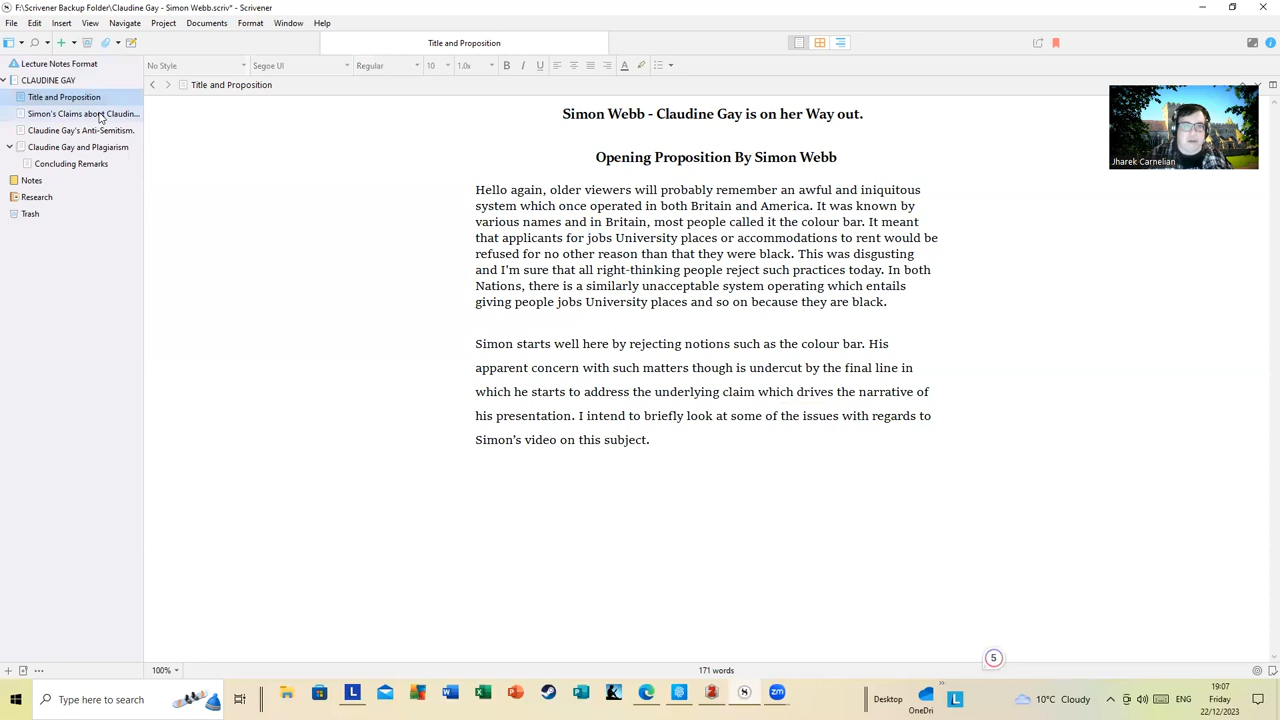 F:\Scrivener Backup Folder\Claudine Gay - Simon Webb.scriv* - Scrivener
File Edit Insert View Navigate Project Documents Format Window Help
Title and Proposition
No Style Segoe UI Regular 10 1.0x B I U A
Lecture Notes Format
CLAUDINE GAY
Title and Proposition
Simon's Claims about Claudin...
Claudine Gay's Anti-Semitism.
Claudine Gay and Plagiarism
Concluding Remarks
Notes
Research
Trash
Title and Proposition
Simon Webb - Claudine Gay is on her Way out.
Opening Proposition By Simon Webb
Hello again, older viewers will probably remember an awful and iniquitous
system which once operated in both Britain and America. It was known by
various names and in Britain, most people called it the colour bar. It meant
that applicants for jobs University places or accommodations to rent would be
refused for no other reason than that they were black. This was disgusting
and I'm sure that all right-thinking people reject such practices today. In both
Nations, there is a similarly unacceptable system operating which entails
giving people jobs University places and so on because they are black.
Simon starts well here by rejecting notions such as the colour bar. His
apparent concern with such matters though is undercut by the final line in
which he starts to address the underlying claim which drives the narrative of
his presentation. I intend to briefly look at some of the issues with regards to
Simon's video on this subject.
Jharek Carnelian
100%
171 words
5
Type here to search
L
zm
Desktop
OneDri
L
10°C Cloudy
ENG
19:07
Friday
22/12/2023